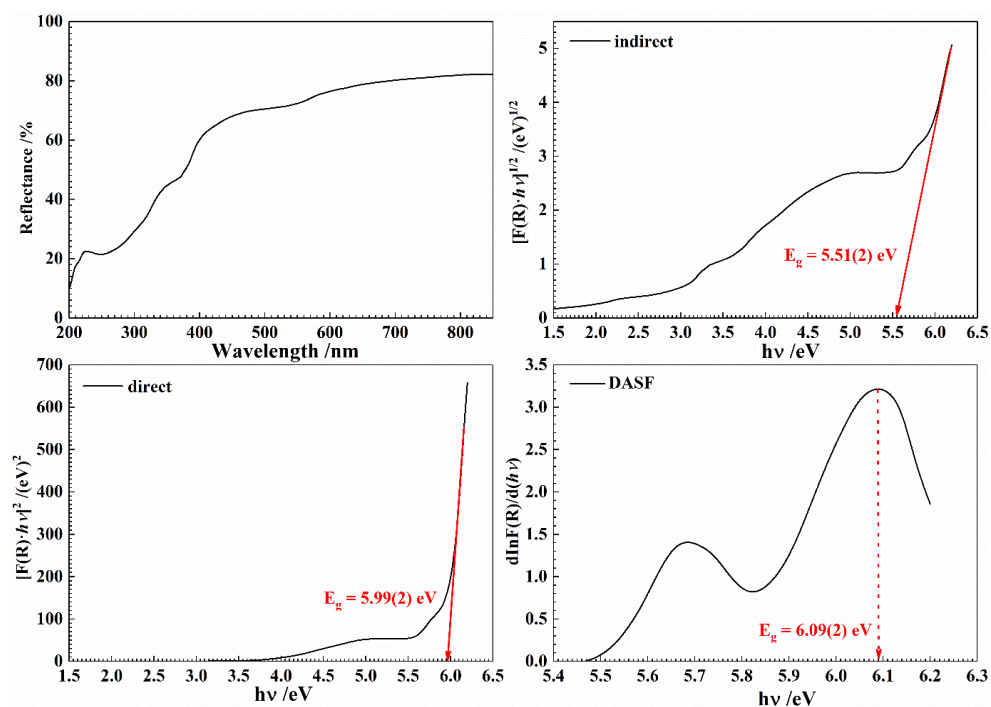 100
80
60
40
20
0
Reflectance /%
200 300 400 500 600 700 800
Wavelength /nm
indirect
5
4
3
2
1
0
[F(R)·hν]^1/2 /(eV)^1/2
E_g = 5.51(2) eV
1.5 2.0 2.5 3.0 3.5 4.0 4.5 5.0 5.5 6.0 6.5
hν /eV
direct
700
600
500
400
300
200
100
0
[F(R)·hν]^2 /(eV)^2
E_g = 5.99(2) eV
1.5 2.0 2.5 3.0 3.5 4.0 4.5 5.0 5.5 6.0 6.5
hν /eV
DASF
3.5
3.0
2.5
2.0
1.5
1.0
0.5
0.0
dlnF(R)/d(hν)
E_g = 6.09(2) eV
5.4 5.5 5.6 5.7 5.8 5.9 6.0 6.1 6.2 6.3
hν /eV